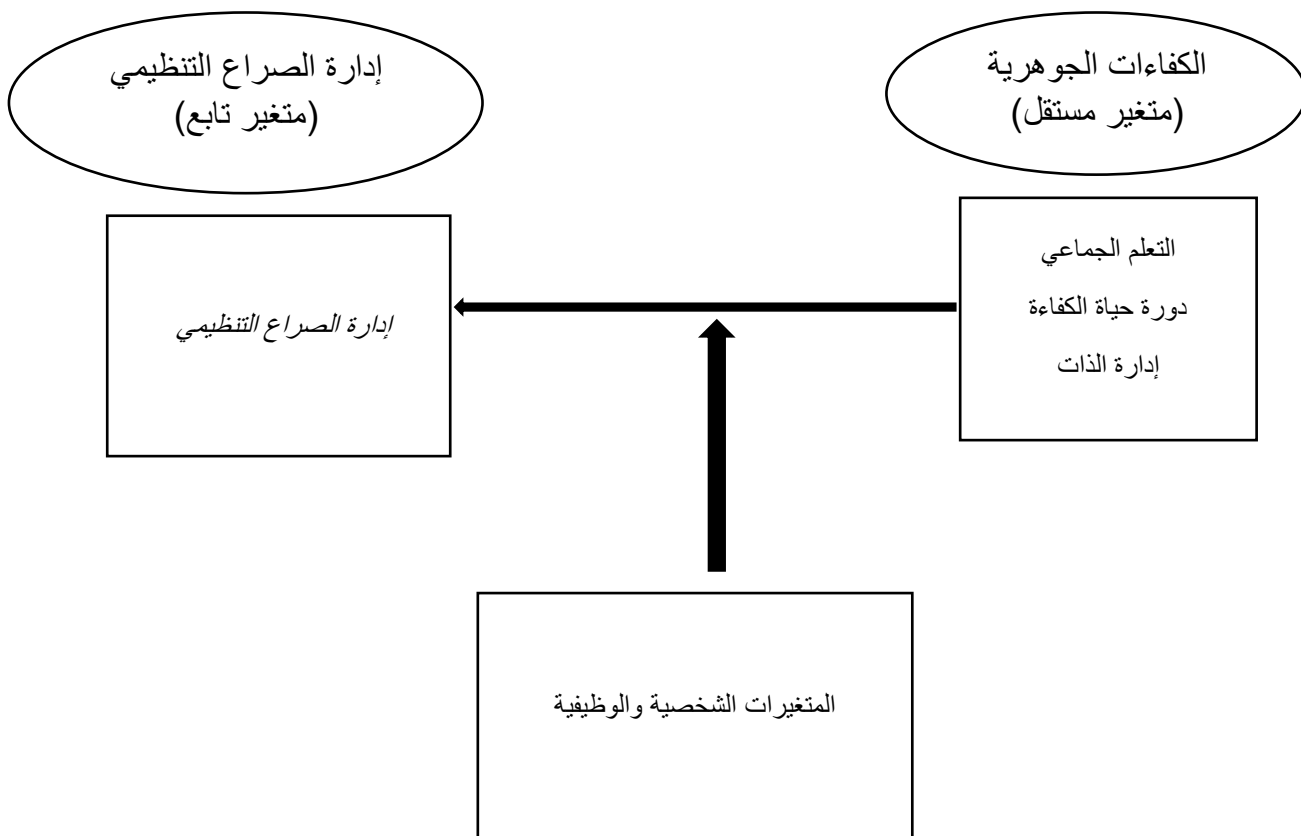 الكفاءات الجوهرية
(متغير مستقل)
إدارة الصراع التنظيمي
(متغير تابع)
التعلم الجماعي
دورة حياة الكفاءة
إدارة الذات
إدارة الصراع التنظيمي
المتغيرات الشخصية والوظيفية